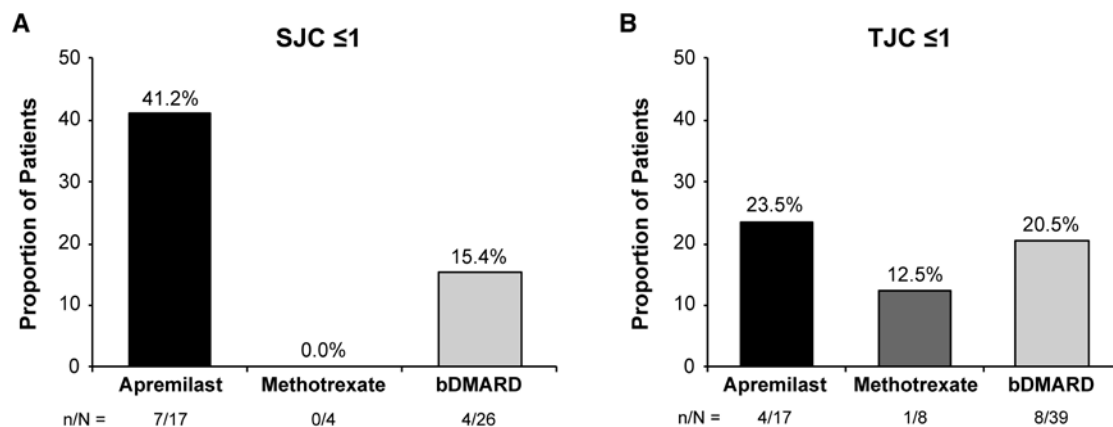 A
SJC ≤1
Proportion of Patients
50
40
30
20
10
0
41.2%
0.0%
15.4%
Apremilast Methotrexate bDMARD
n/N = 7/17 0/4 4/26
B
TJC ≤1
Proportion of Patients
50
40
30
20
10
0
23.5%
12.5%
20.5%
Apremilast Methotrexate bDMARD
n/N = 4/17 1/8 8/39